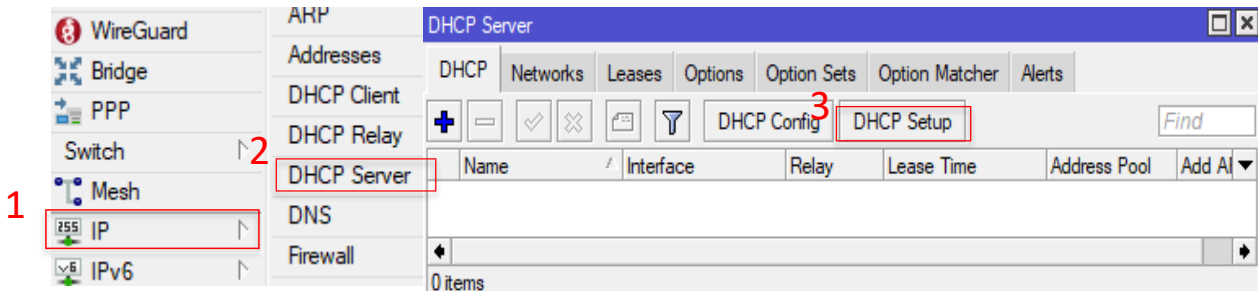 WireGuard
Bridge
PPP
Switch
Mesh
1
255
IP
v6
IPv6
ARP
Addresses
DHCP Client
DHCP Relay
2
DHCP Server
DNS
Firewall
DHCP Server
DHCP Networks Leases Options Option Sets Option Matcher Alerts
3
DHCP Config DHCP Setup Find
Name Interface Relay Lease Time Address Pool Add A
0 items